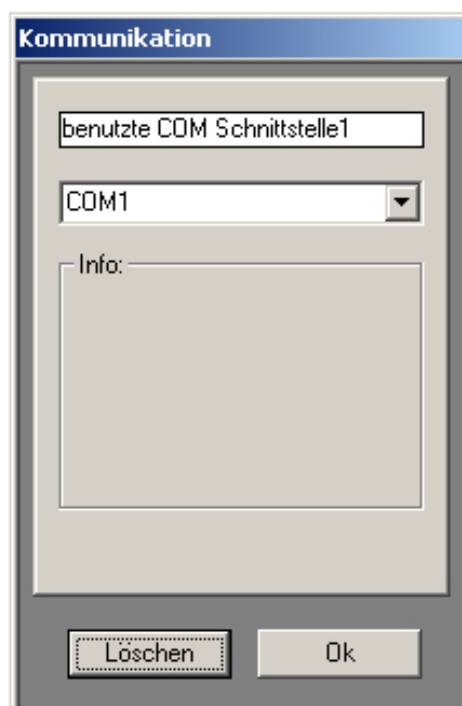 Kommunikation
benutzte COM Schnittstelle1
COM1
Info:
Löschen
Ok